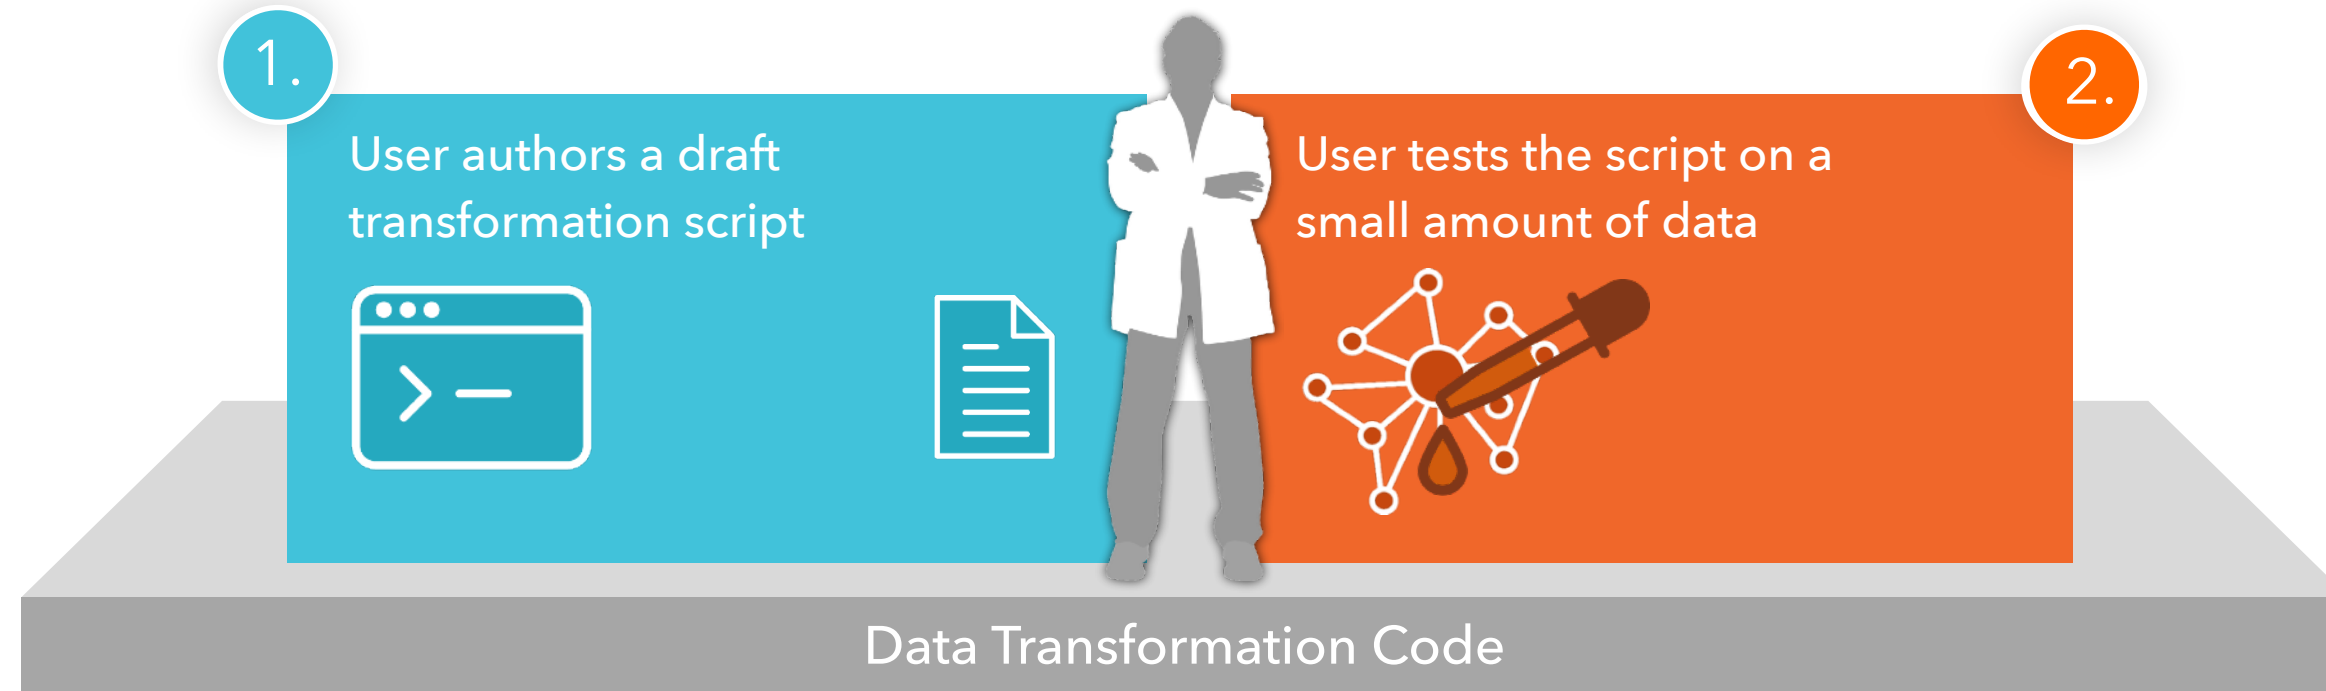 1.
User authors a draft
transformation script
2.
User tests the script on a
small amount of data
Data Transformation Code